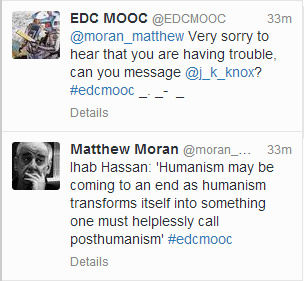 EDC MOOC @EDCMOOC 33m
@moran_matthew Very sorry to
hear that you are having trouble,
can you message @j_k_knox?
#edcmooc _. _- _
Details
Matthew Moran @moran_... 33m
Ihab Hassan: 'Humanism may be
coming to an end as humanism
transforms itself into something
one must helplessly call
posthumanism' #edcmooc
Details